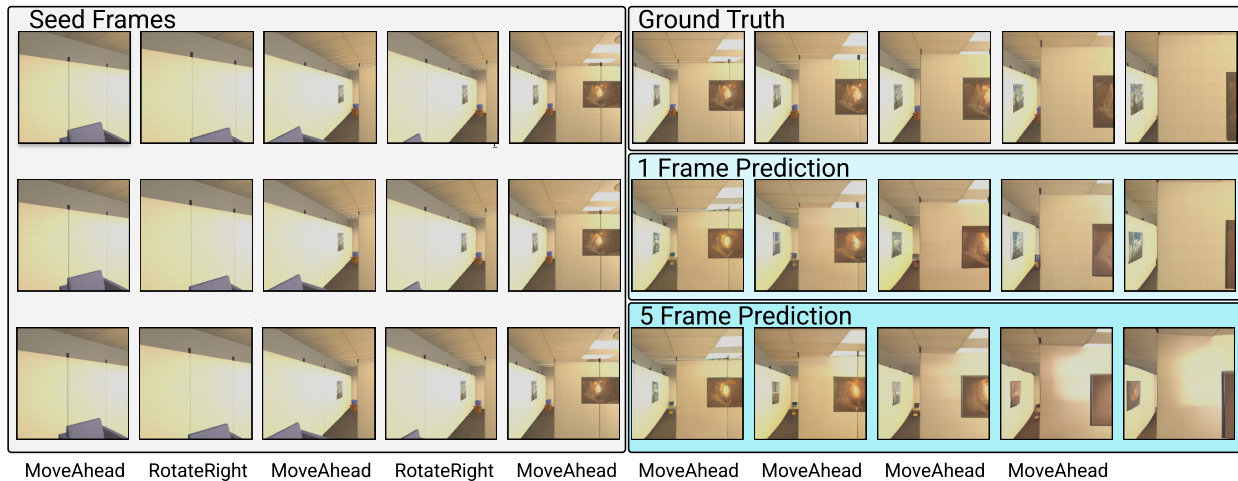 Seed Frames
Ground Truth
1 Frame Prediction
5 Frame Prediction
MoveAhead RotateRight MoveAhead RotateRight MoveAhead MoveAhead MoveAhead MoveAhead MoveAhead